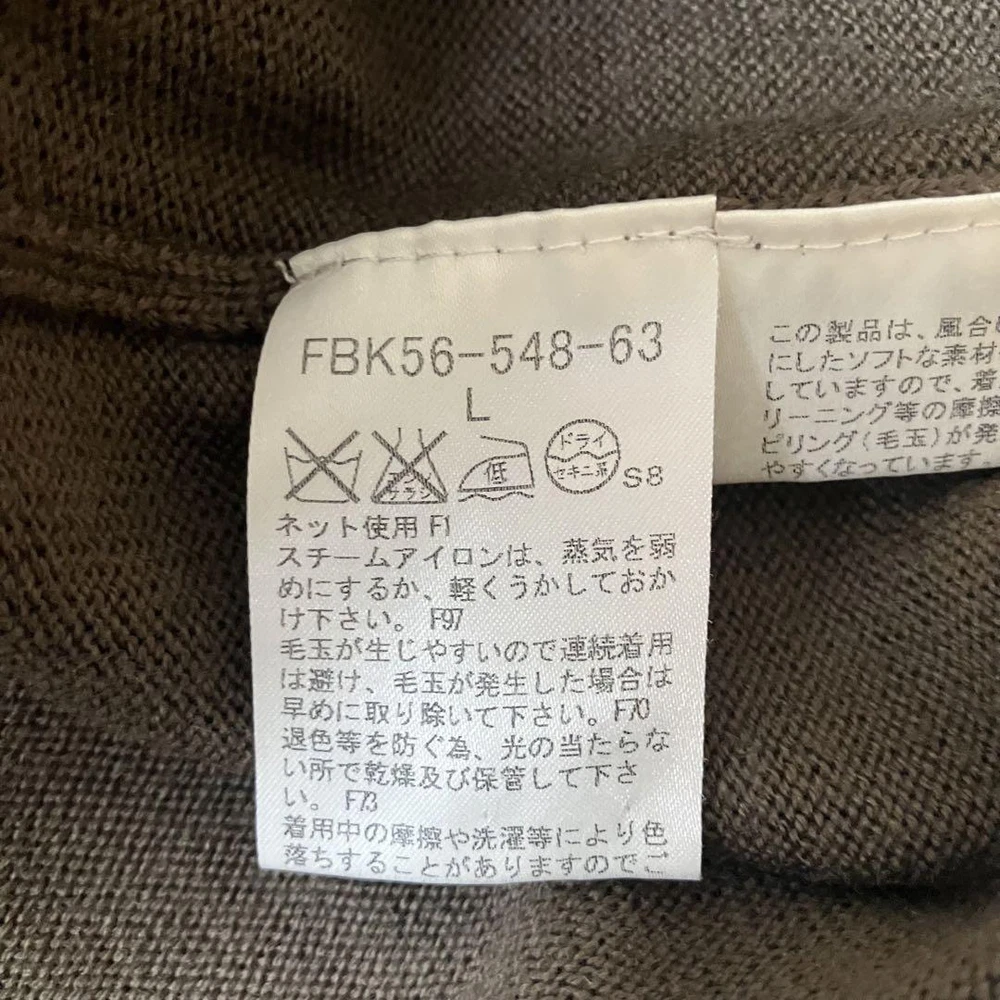 FBK56-548-63
L
エンソ
サラシ
低
ドライ
セキユ系
S8
ネット使用 F1
スチームアイロンは、蒸気を弱
めにするか、軽くうかしておか
け下さい。 F97
毛玉が生じやすいので連続着用
は避け、毛玉が発生した場合は
早めに取り除いて下さい。F70
退色等を防ぐ為、光の当たらな
い所で乾燥及び保管して下さ
い。 F73
着用中の摩擦や洗濯等により色
落ちすることがありますのでご
この製品は、風合
にしたソフトな素材
していますので、着
リーニング等の摩擦
ピリング(毛玉)が発
やすくなっています。